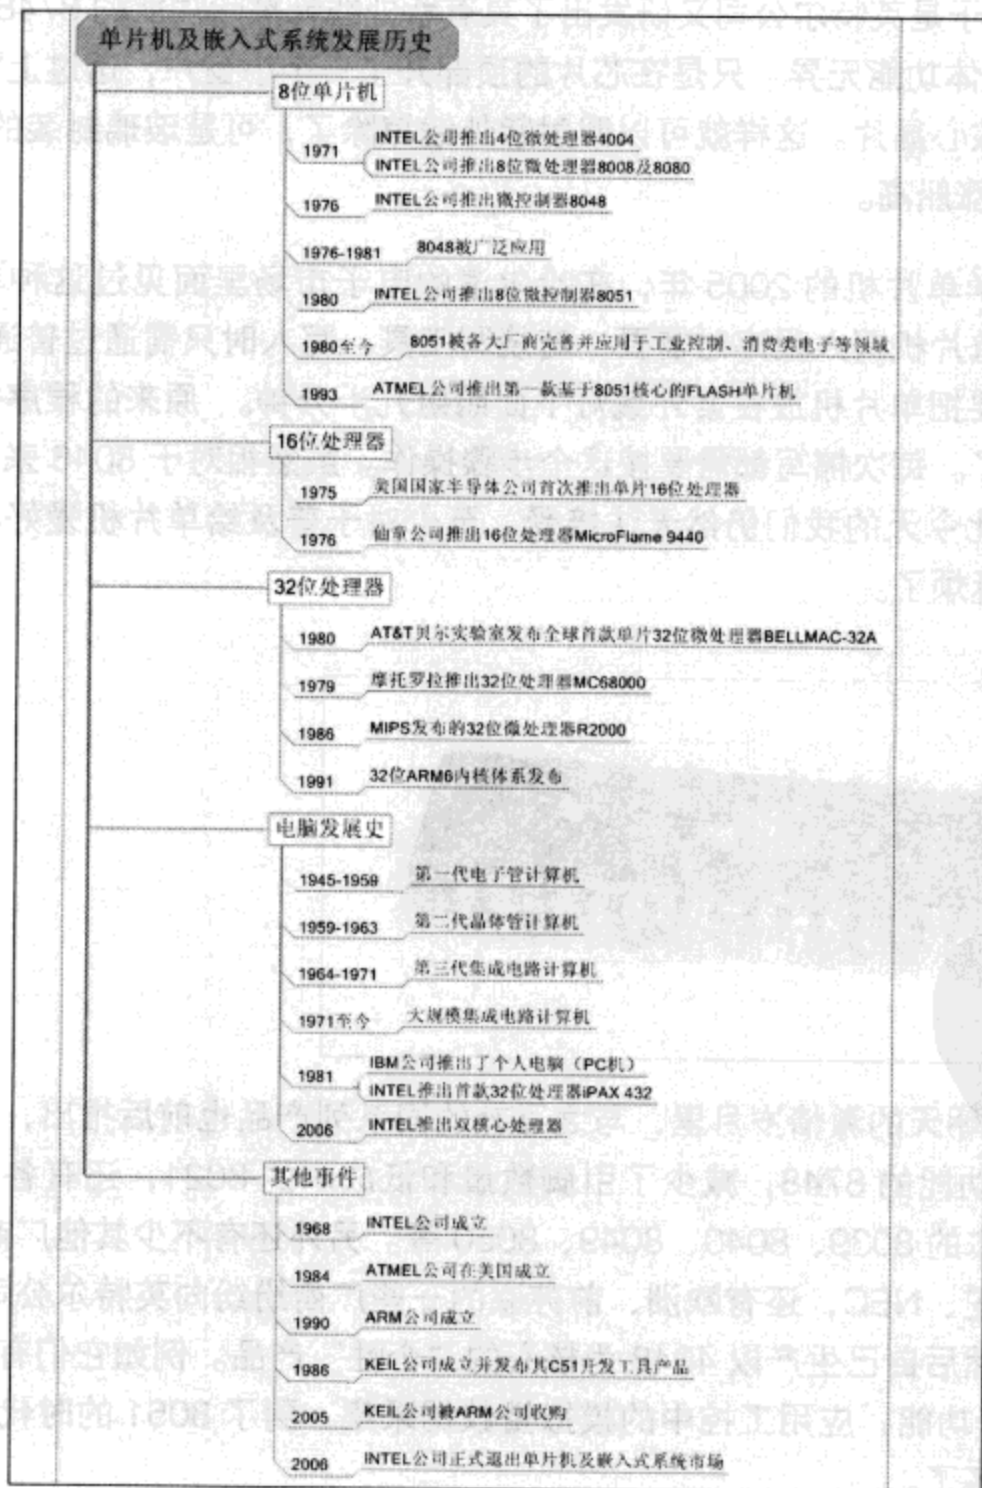 单片机及嵌入式系统发展历史
8位单片机
1971
INTEL公司推出4位微处理器4004
INTEL公司推出8位微处理器8008及8080
1976 INTEL公司推出微控制器8048
1976-1981 8048被广泛应用
1980 INTEL公司推出8位微控制器8051
1980至今 8051被各大厂商完善并应用于工业控制、消费类电子等领域
1993 ATMEL公司推出第一款基于8051核心的FLASH单片机
16位处理器
1975 美国国家半导体公司首次推出单片16位处理器
1976 仙童公司推出16位处理器MicroFlame 9440
32位处理器
1980 AT&T贝尔实验室发布全球首款单片32位微处理器BELLMAC-32A
1979 摩托罗拉推出32位处理器MC68000
1986 MIPS发布的32位微处理器R2000
1991 32位ARM6内核体系发布
电脑发展史
1945-1959 第一代电子管计算机
1959-1963 第二代晶体管计算机
1964-1971 第三代集成电路计算机
1971至今 大规模集成电路计算机
1981
IBM公司推出了个人电脑（PC机）
INTEL推出首款32位处理器iPAX 432
2006 INTEL推出双核心处理器
其他事件
1968 INTEL公司成立
1984 ATMEL公司在美国成立
1990 ARM公司成立
1986 KEIL公司成立并发布其C51开发工具产品
2005 KEIL公司被ARM公司收购
2006 INTEL公司正式退出单片机及嵌入式系统市场